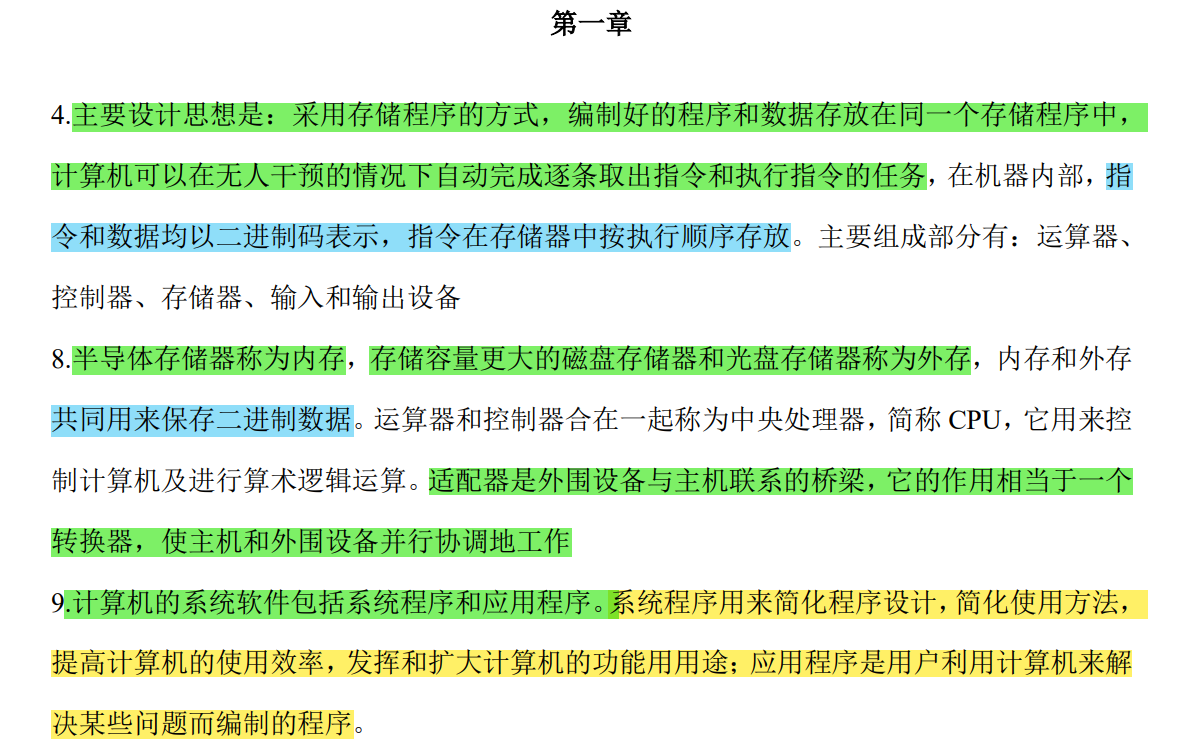 第一章
4.主要设计思想是：采用存储程序的方式，编制好的程序和数据存放在同一个存储程序中，
计算机可以在无人干预的情况下自动完成逐条取出指令和执行指令的任务，在机器内部，指
令和数据均以二进制码表示，指令在存储器中按执行顺序存放。主要组成部分有：运算器、
控制器、存储器、输入和输出设备
8.半导体存储器称为内存，存储容量更大的磁盘存储器和光盘存储器称为外存，内存和外存
共同用来保存二进制数据。运算器和控制器合在一起称为中央处理器，简称 CPU，它用来控
制计算机及进行算术逻辑运算。适配器是外围设备与主机联系的桥梁，它的作用相当于一个
转换器，使主机和外围设备并行协调地工作
9.计算机的系统软件包括系统程序和应用程序。系统程序用来简化程序设计，简化使用方法，
提高计算机的使用效率，发挥和扩大计算机的功能用用途；应用程序是用户利用计算机来解
决某些问题而编制的程序。